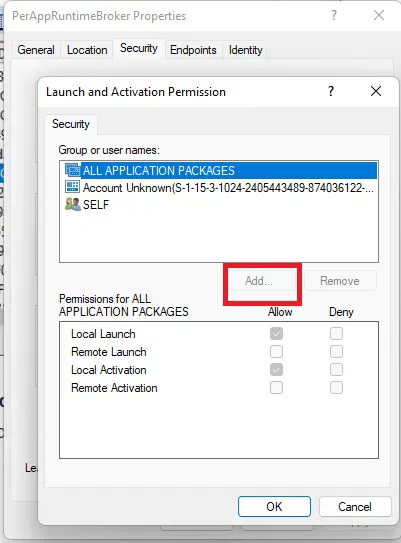 PerAppRuntimeBroker Properties
General Location Security Endpoints Identity
Launch and Activation Permission
Security
Group or user names:
ALL APPLICATION PACKAGES
Account Unknown(S-1-15-3-1024-2405443489-874036122-...
SELF
Add... Remove
Permissions for ALL
APPLICATION PACKAGES Allow Deny
Local Launch
Remote Launch
Local Activation
Remote Activation
Le
OK Cancel